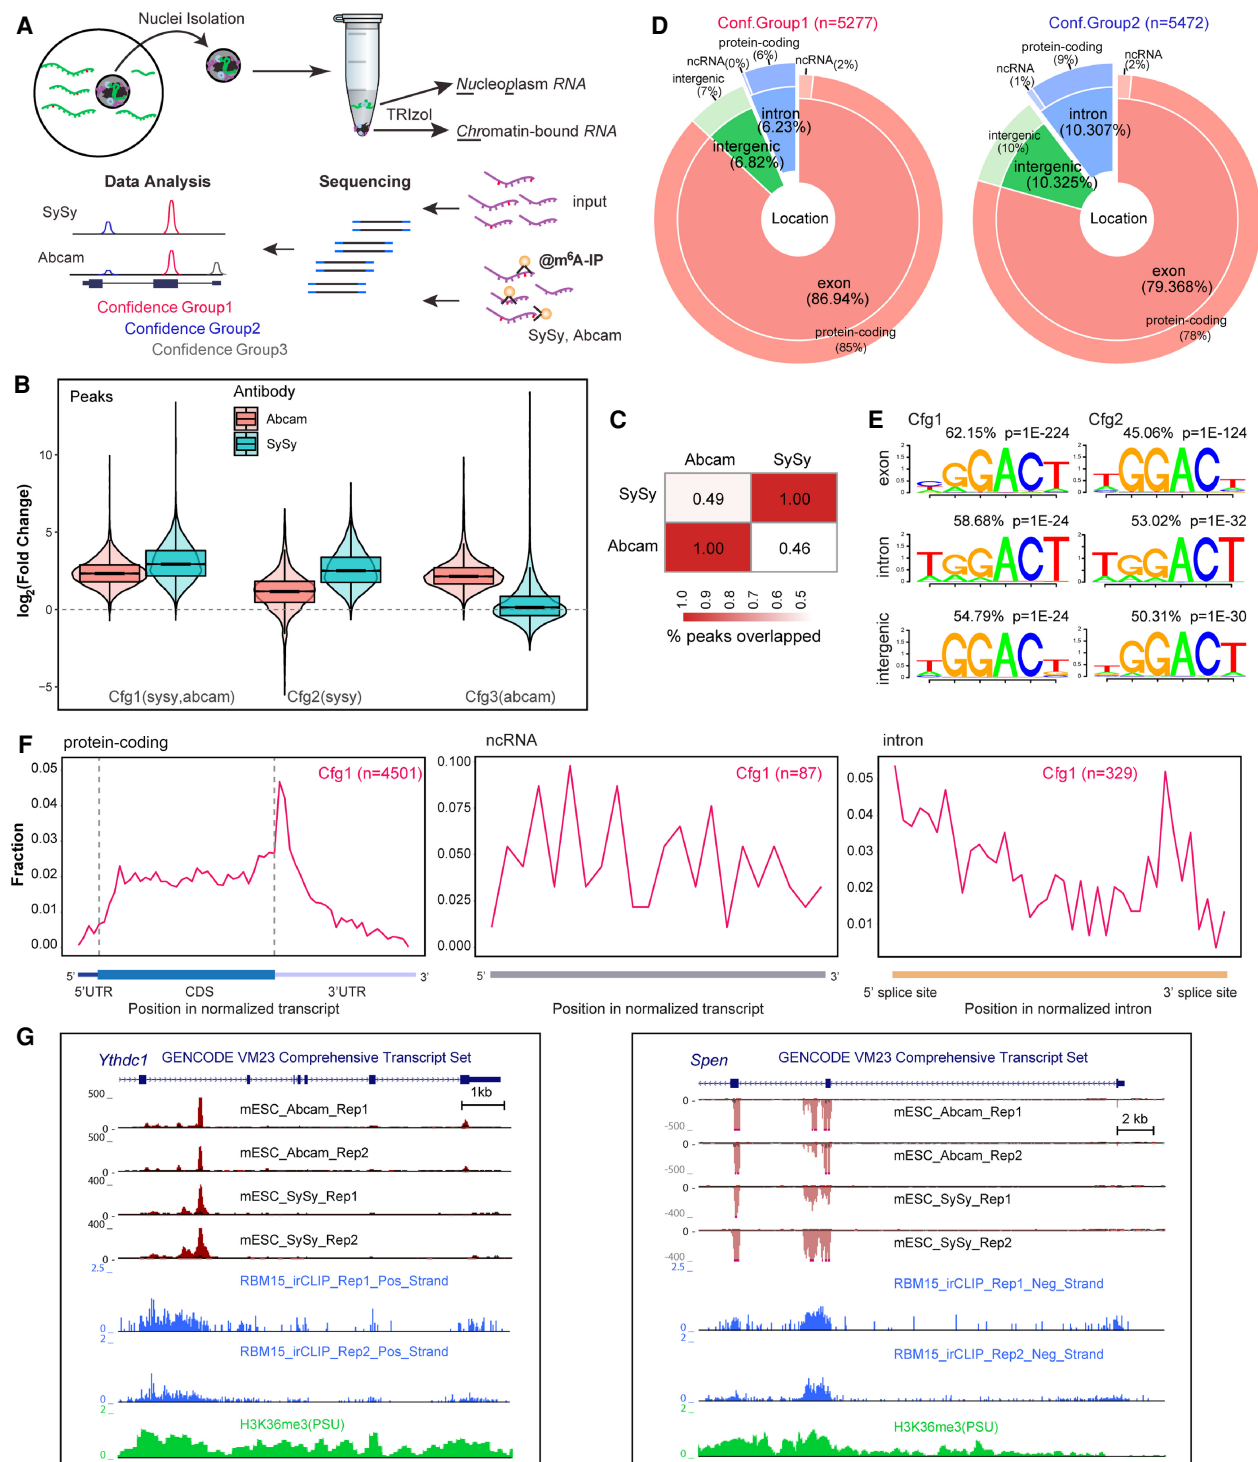 A
Nuclei Isolation
TRIzol
Nucleoplasm RNA
Chromatin-bound RNA
Data Analysis
Sequencing
SySy
Abcam
input
@m⁶A-IP
SySy, Abcam
Confidence Group1
Confidence Group2
Confidence Group3
D
Conf.Group1 (n=5277)
protein-coding
(6%)
ncRNA(0%)
ncRNA(2%)
intergenic
(7%)
intron
(6.23%)
intergenic
(6.82%)
Location
exon
(86.94%)
protein-coding
(85%)
Conf.Group2 (n=5472)
protein-coding
(9%)
ncRNA
(2%)
ncRNA
(1%)
intergenic
(10%)
intron
(10.307%)
intergenic
(10.325%)
Location
exon
(79.368%)
protein-coding
(78%)
B
Peaks
Antibody
Abcam
SySy
log₂(Fold Change)
10
5
0
−5
Cfg1(sysy,abcam)
Cfg2(sysy)
Cfg3(abcam)
C
Abcam SySy
SySy 0.49 1.00
Abcam 1.00 0.46
1.0 0.9 0.8 0.7 0.6 0.5
% peaks overlapped
E
Cfg1 Cfg2
62.15% p=1E-224
45.06% p=1E-124
exon
58.68% p=1E-24
53.02% p=1E-32
intron
54.79% p=1E-24
50.31% p=1E-30
intergenic
F
protein-coding
Cfg1 (n=4501)
Fraction
0.05
0.04
0.03
0.02
0.01
0.00
5' 3'
5'UTR CDS 3'UTR
Position in normalized transcript
ncRNA
Cfg1 (n=87)
0.100
0.075
0.050
0.025
0.000
5' 3'
Position in normalized transcript
intron
Cfg1 (n=329)
0.05
0.04
0.03
0.02
0.01
5' splice site 3' splice site
Position in normalized intron
G
Ythdc1 GENCODE VM23 Comprehensive Transcript Set
1kb
500
mESC_Abcam_Rep1
0
500
mESC_Abcam_Rep2
0
400
mESC_SySy_Rep1
0
400
mESC_SySy_Rep2
0
2.5
RBM15_irCLIP_Rep1_Pos_Strand
0
2
RBM15_irCLIP_Rep2_Pos_Strand
0
2
H3K36me3(PSU)
0
Spen GENCODE VM23 Comprehensive Transcript Set
0
mESC_Abcam_Rep1
-500
2 kb
0
mESC_Abcam_Rep2
-500
0
mESC_SySy_Rep1
-400
0
mESC_SySy_Rep2
-400
2.5
RBM15_irCLIP_Rep1_Neg_Strand
0
2
RBM15_irCLIP_Rep2_Neg_Strand
0
2
H3K36me3(PSU)
0